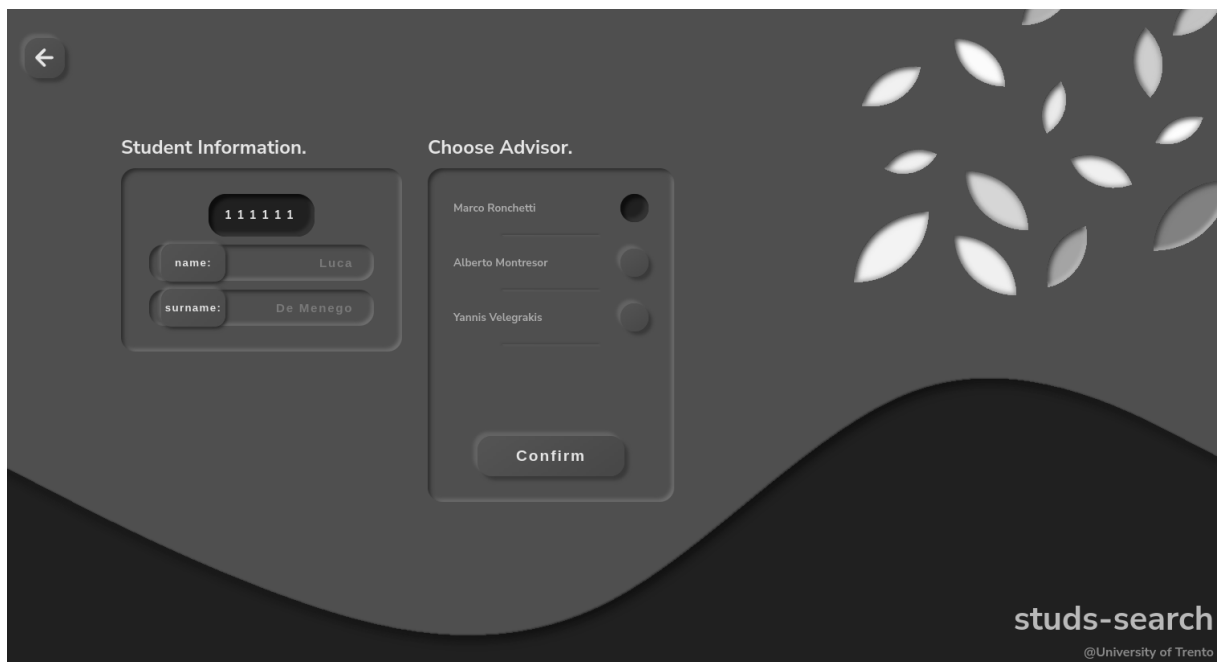 Student Information.
111111
name: Luca
surname: De Menego
Choose Advisor.
Marco Ronchetti
Alberto Montresor
Yannis Velegrakis
Confirm
studs-search
@University of Trento